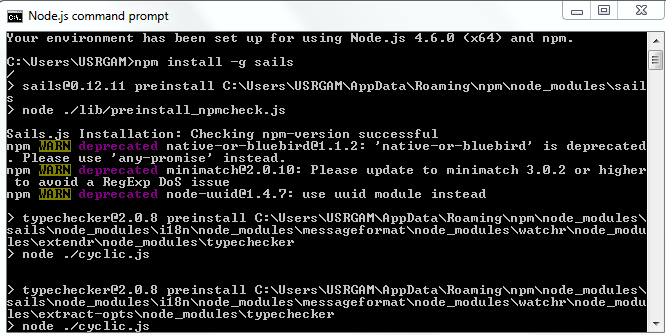 Node.js command prompt
Your environment has been set up for using Node.js 4.6.0 (x64) and npm.
C:\Users\USRGAM>npm install -g sails
/
> sails@0.12.11 preinstall C:\Users\USRGAM\AppData\Roaming\npm\node_modules\sail
s
> node ./lib/preinstall_npmcheck.js
Sails.js Installation: Checking npm-version successful
npm WARN deprecated native-or-bluebird@1.1.2: 'native-or-bluebird' is deprecated
. Please use 'any-promise' instead.
npm WARN deprecated minimatch@2.0.10: Please update to minimatch 3.0.2 or higher
to avoid a RegExp DoS issue
npm WARN deprecated node-uuid@1.4.7: use uuid module instead
> typechecker@2.0.8 preinstall C:\Users\USRGAM\AppData\Roaming\npm\node_modules\
sails\node_modules\i18n\node_modules\messageformat\node_modules\watchr\node_modu
les\extendr\node_modules\typechecker
> node ./cyclic.js
> typechecker@2.0.8 preinstall C:\Users\USRGAM\AppData\Roaming\npm\node_modules\
sails\node_modules\i18n\node_modules\messageformat\node_modules\watchr\node_modu
les\extract-opts\node_modules\typechecker
> node ./cyclic.js